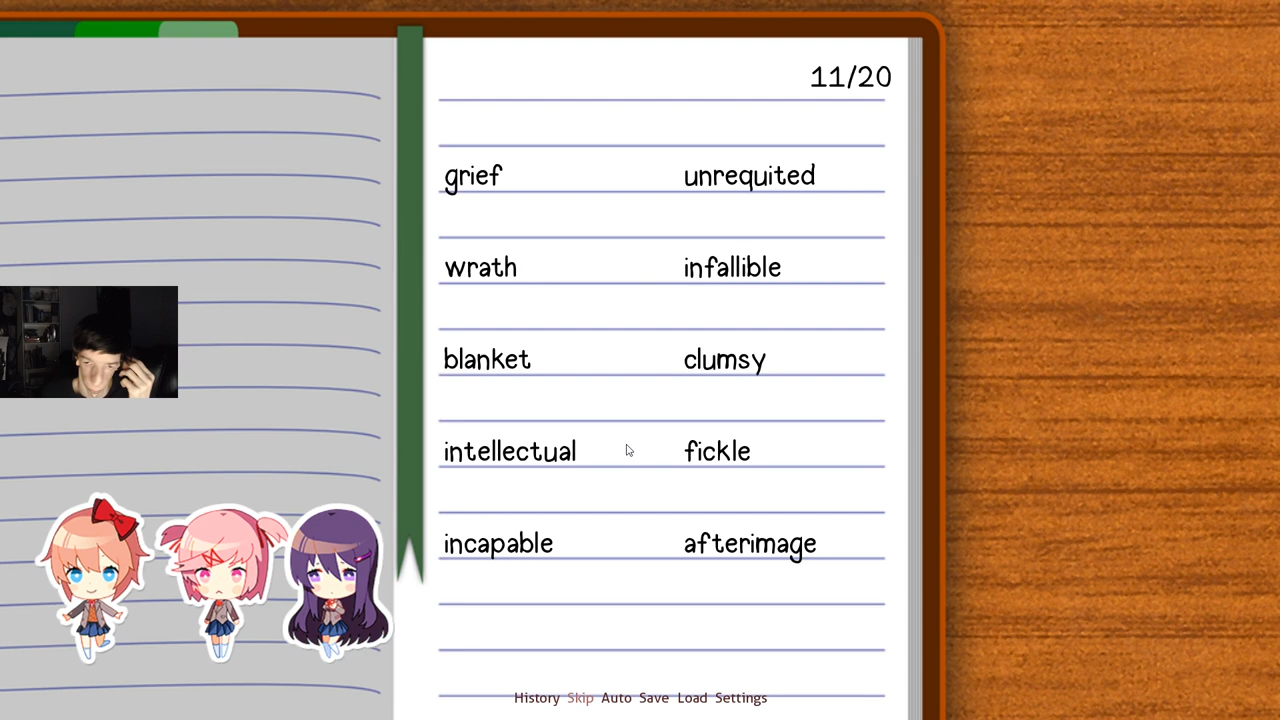 11/20
grief unrequited
wrath infallible
blanket clumsy
intellectual fickle
incapable afterimage
History Skip Auto Save Load Settings